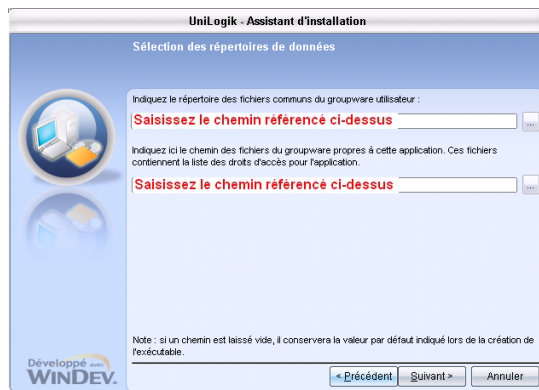 UniLogik - Assistant d'installation
Sélection des répertoires de données
Indiquez le répertoire des fichiers communs du groupware utilisateur :
Saisissez le chemin référencé ci-dessus
...
Indiquez ici le chemin des fichiers du groupware propres à cette application. Ces fichiers
contiennent la liste des droits d'accès pour l'application.
Saisissez le chemin référencé ci-dessus
...
Note : si un chemin est laissé vide, il conservera la valeur par défaut indiqué lors de la création de
l'exécutable.
Développé avec
WINDEV.
< Précédent
Suivant >
Annuler